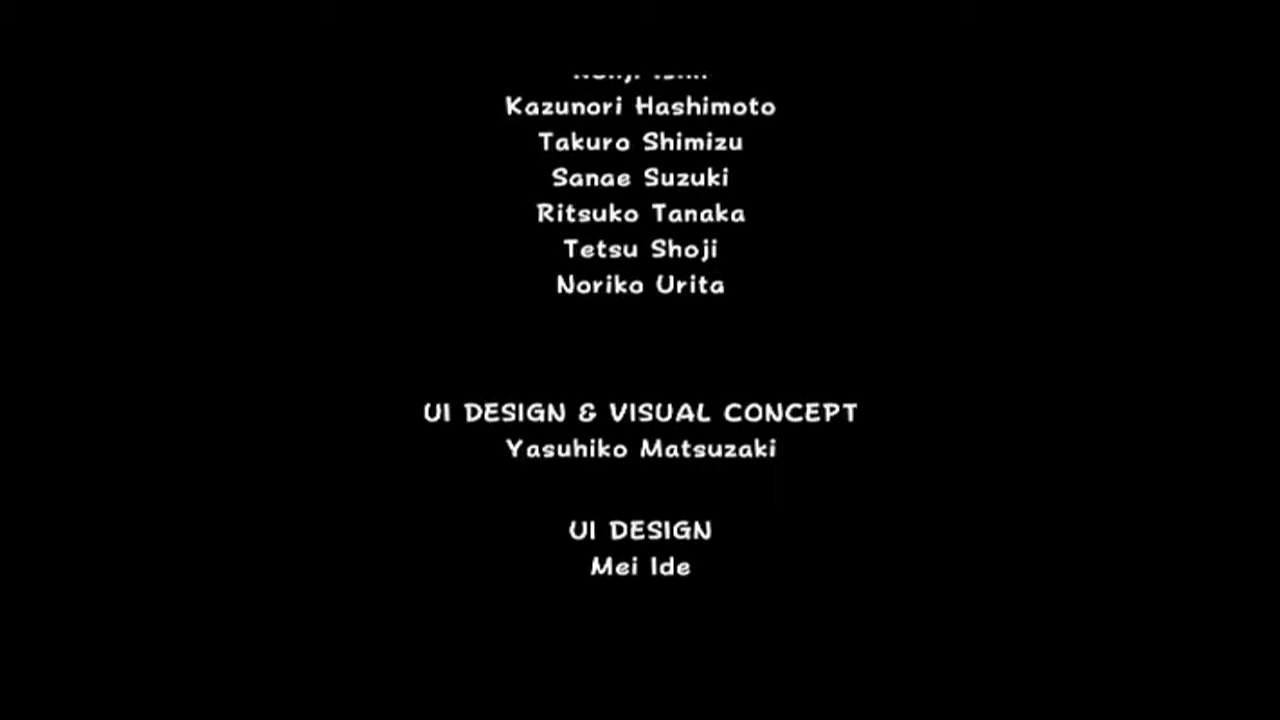 Kazunori Hashimoto
Takuro Shimizu
Sanae Suzuki
Ritsuko Tanaka
Tetsu Shoji
Noriko Urita
UI DESIGN & VISUAL CONCEPT
Yasuhiko Matsuzaki
UI DESIGN
Mei Ide